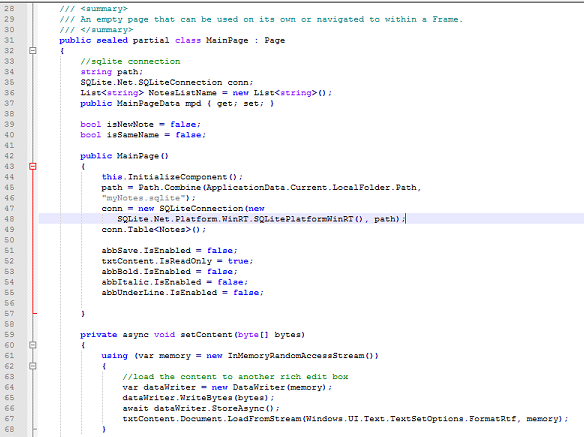 28 /// <summary>
29 /// An empty page that can be used on its own or navigated to within a Frame.
30 /// </summary>
31 public sealed partial class MainPage : Page
32 {
33 //sqlite connection
34 string path;
35 SQLite.Net.SQLiteConnection conn;
36 List<string> NotesListName = new List<string>();
37 public MainPageData mpd { get; set; }
38
39 bool isNewNote = false;
40 bool isSameName = false;
41
42 public MainPage()
43 {
44 this.InitializeComponent();
45 path = Path.Combine(ApplicationData.Current.LocalFolder.Path,
46 "myNotes.sqlite");
47 conn = new SQLiteConnection(new
48 SQLite.Net.Platform.WinRT.SQLitePlatformWinRT(), path);
49 conn.Table<Notes>();
50
51 abbSave.IsEnabled = false;
52 txtContent.IsReadOnly = true;
53 abbBold.IsEnabled = false;
54 abbItalic.IsEnabled = false;
55 abbUnderLine.IsEnabled = false;
56
57 }
58
59 private async void setContent(byte[] bytes)
60 {
61 using (var memory = new InMemoryRandomAccessStream())
62 {
63 //load the content to another rich edit box
64 var dataWriter = new DataWriter(memory);
65 dataWriter.WriteBytes(bytes);
66 await dataWriter.StoreAsync();
67 txtContent.Document.LoadFromStream(Windows.UI.Text.TextSetOptions.FormatRtf, memory);
68 }